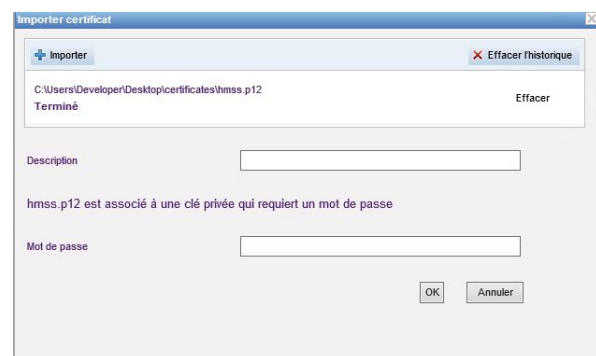 Importer certificat
Importer
Effacer l'historique
C:\Users\Developer\Desktop\certificates\hmss.p12
Terminé
Effacer
Description
hmss.p12 est associé à une clé privée qui requiert un mot de passe
Mot de passe
OK
Annuler